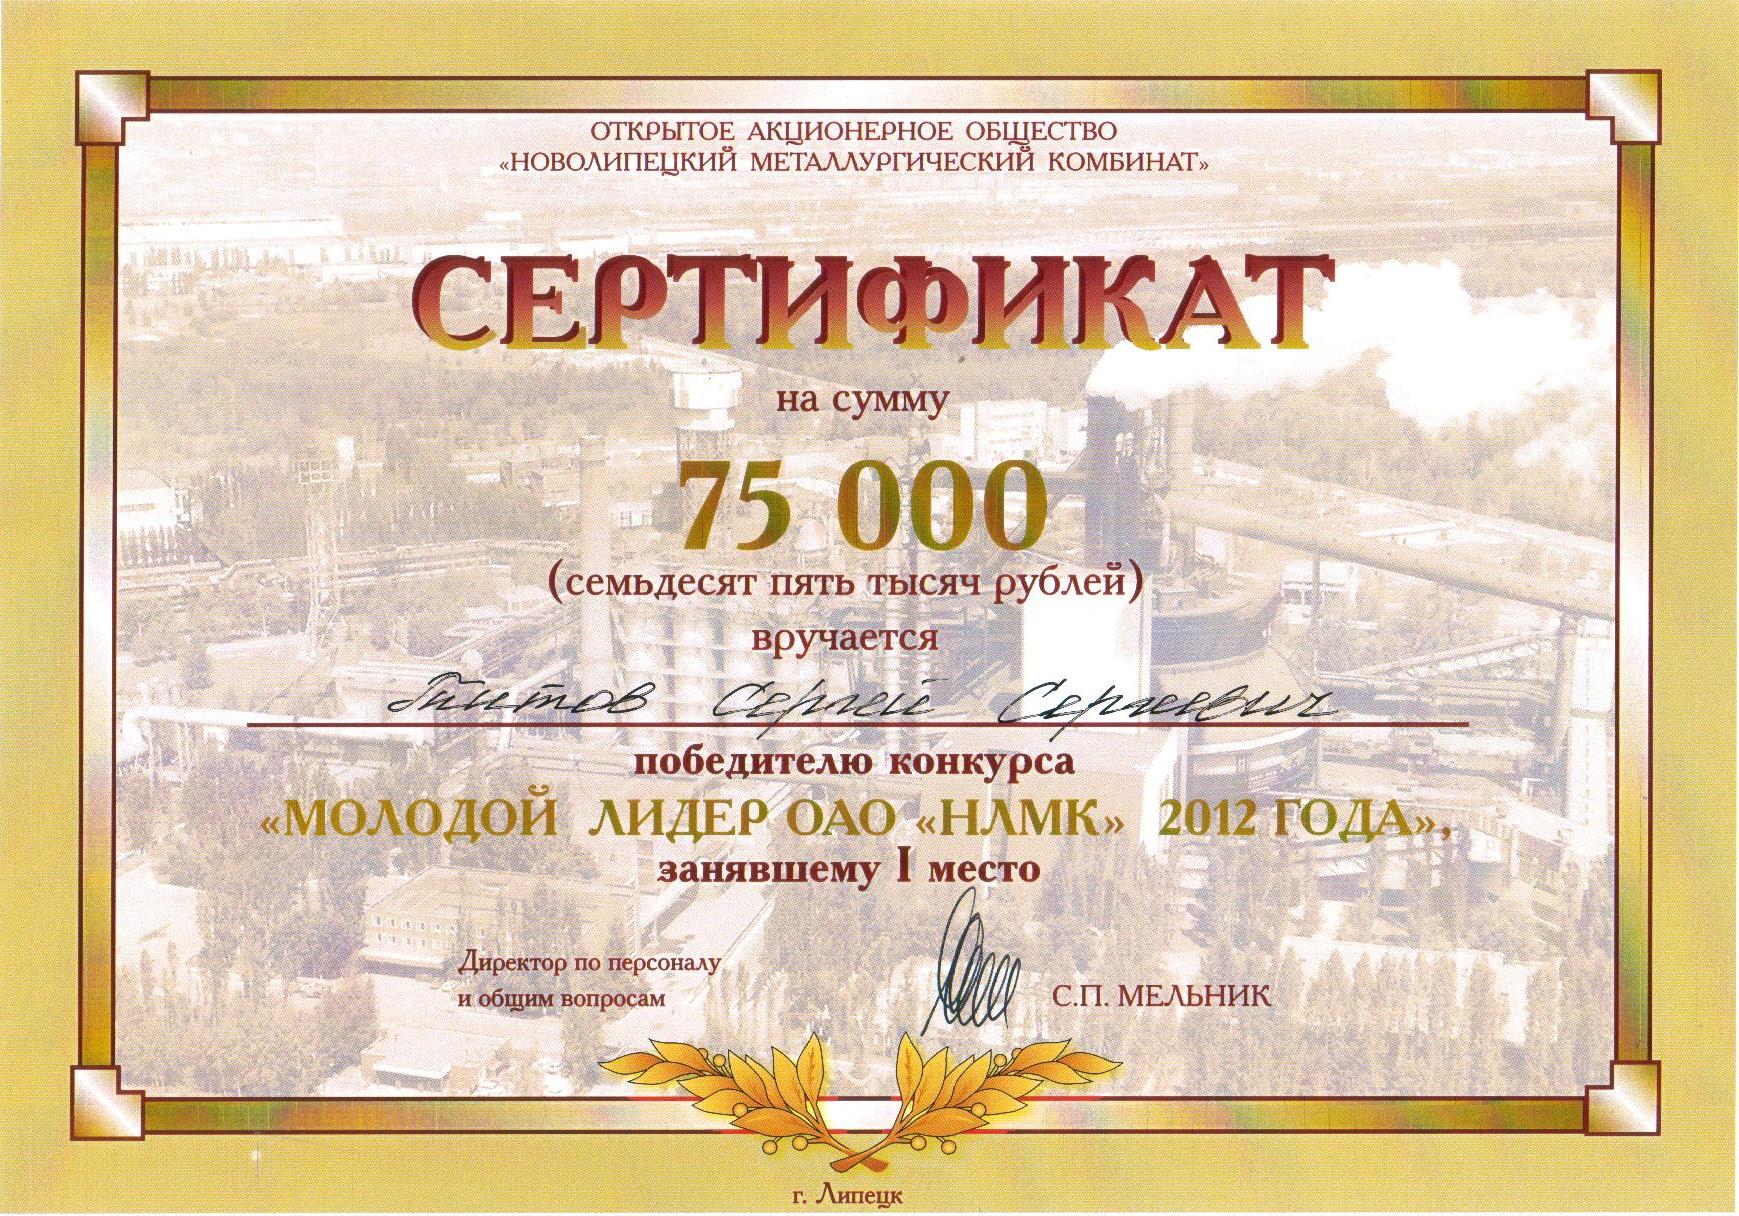 ОТКРЫТОЕ АКЦИОНЕРНОЕ ОБЩЕСТВО
«НОВОЛИПЕЦКИЙ МЕТАЛЛУРГИЧЕСКИЙ КОМБИНАТ»
СЕРТИФИКАТ
на сумму
75 000
(семьдесят пять тысяч рублей)
вручается
Титов Сергей Сергеевич
победителю конкурса
«МОЛОДОЙ ЛИДЕР ОАО «НЛМК» 2012 ГОДА»,
занявшему I место
Директор по персоналу
и общим вопросам
С.П. МЕЛЬНИК
г. Липецк